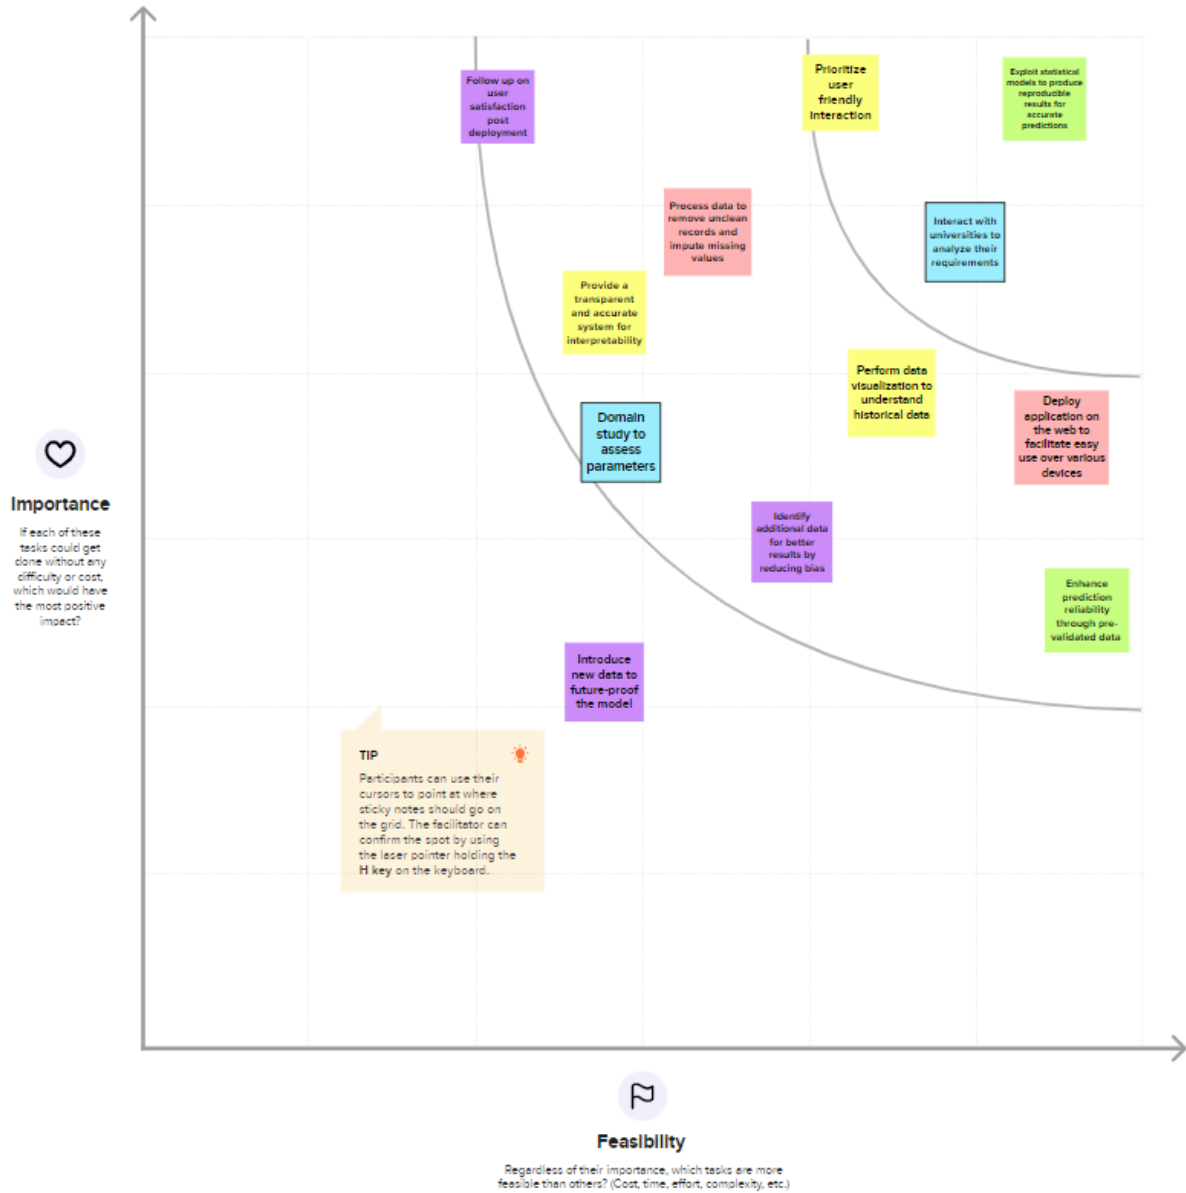 Follow up on
user
satisfaction
post
deployment
Prioritize
user
friendly
interaction
Exploit statistical
models to produce
reproducible
results for
accurate
predictions
Process data to
remove unclean
records and
impute missing
values
Interact with
universities to
analyze their
requirements
Provide a
transparent
and accurate
system for
interpretability
Perform data
visualization to
understand
historical data
Deploy
application on
the web to
facilitate easy
use over various
devices
Domain
study to
assess
parameters
Importance
If each of these
tasks could get
done without any
difficulty or cost,
which would have
the most positive
impact?
Identify
additional data
for better
results by
reducing bias
Enhance
prediction
reliability
through pre-
validated data
Introduce
new data to
future-proof
the model
TIP
Participants can use their
cursors to point at where
sticky notes should go on
the grid. The facilitator can
confirm the spot by using
the laser pointer holding the
H key on the keyboard.
Feasibility
Regardless of their importance, which tasks are more
feasible than others? (Cost, time, effort, complexity, etc.)